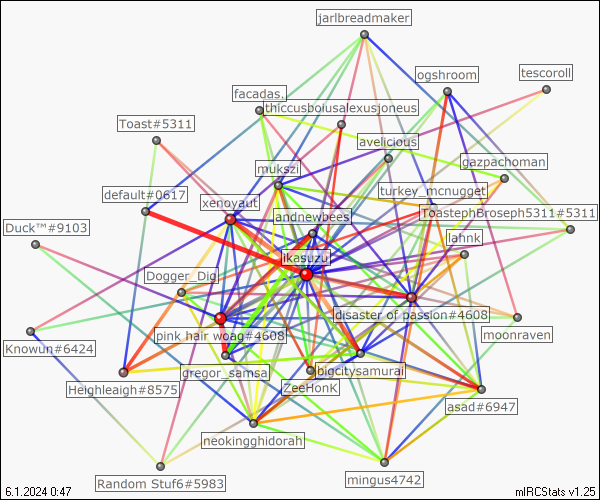 jarlbreadmaker
ogshroom
tescoroll
facadas.
thiccusboiusalexusjoneus
Toast#5311
avelicious
gazpachoman
mukszi
turkey_mcnugget
default#0617
xenoyaut
andnewbees
ToastephBroseph5311#5311
Duck™#9103
lahnk
ikasuzu
Dogger_Dig
disaster of passion#4608
moonraven
pink hair woag#4608
Knowun#6424
gregor_samsa
bigcitysamurai
Heighleaigh#8575
ZeeHonK
asad#6947
neokingghidorah
mingus4742
Random Stuf6#5983
6.1.2024 0:47
mIRCStats v1.25